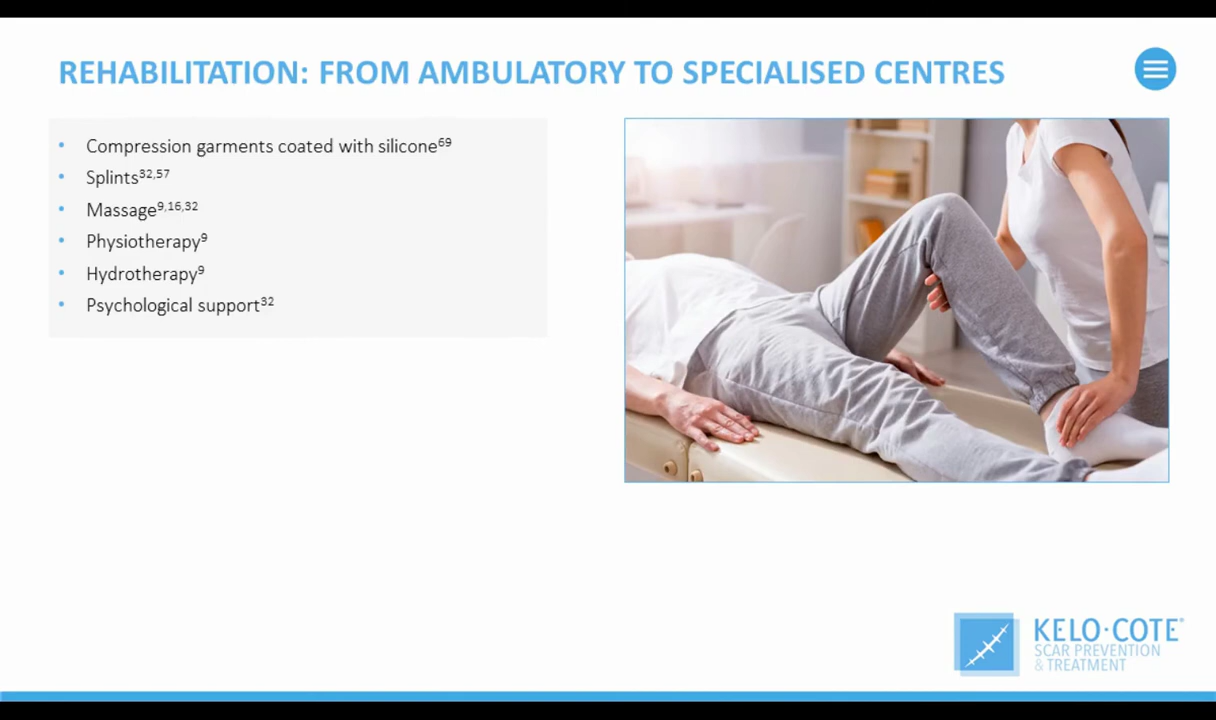 REHABILITATION: FROM AMBULATORY TO SPECIALISED CENTRES
• Compression garments coated with silicone⁶⁹
• Splints³²,⁵⁷
• Massage⁹,¹⁶,³²
• Physiotherapy⁹
• Hydrotherapy⁹
• Psychological support³²
KELO·COTE®
SCAR PREVENTION
& TREATMENT